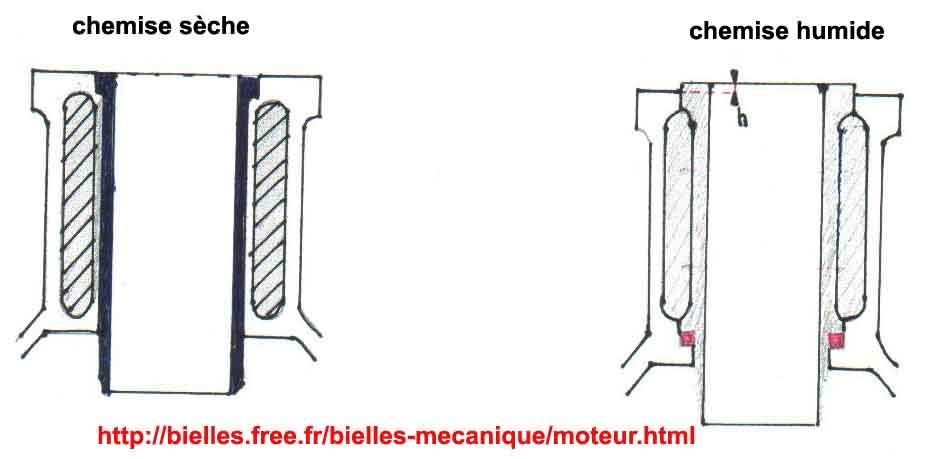 chemise sèche
chemise humide
h
http://bielles.free.fr/bielles-mecanique/moteur.html